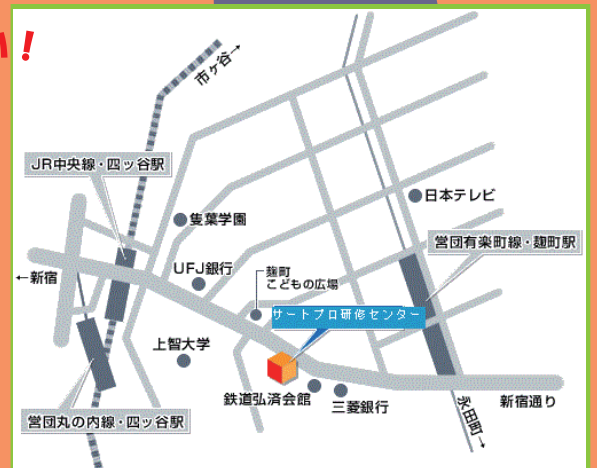 い!
市ヶ谷→
JR中央線・四ッ谷駅
日本テレビ
隻葉学園
営団有楽町線・麹町駅
UFJ銀行
麹町
こどもの広場
←新宿
サートプロ研修センター
上智大学
鉄道弘済会館
三菱銀行
新宿通り
永田町→
営団丸の内線・四ッ谷駅